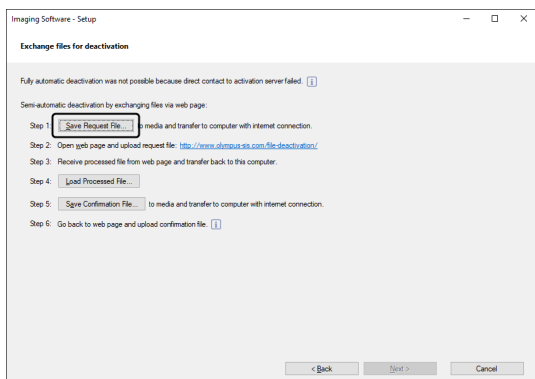 Imaging Software - Setup
Exchange files for deactivation
Fully automatic deactivation was not possible because direct contact to activation server failed. i
Semi-automatic deactivation by exchanging files via web page:
Step 1: Save Request File... to media and transfer to computer with internet connection.
Step 2: Open web page and upload request file: http://www.olympus-sis.com/file-deactivation/
Step 3: Receive processed file from web page and transfer back to this computer.
Step 4: Load Processed File...
Step 5: Save Confirmation File... to media and transfer to computer with internet connection.
Step 6: Go back to web page and upload confirmation file. i
< Back Next > Cancel